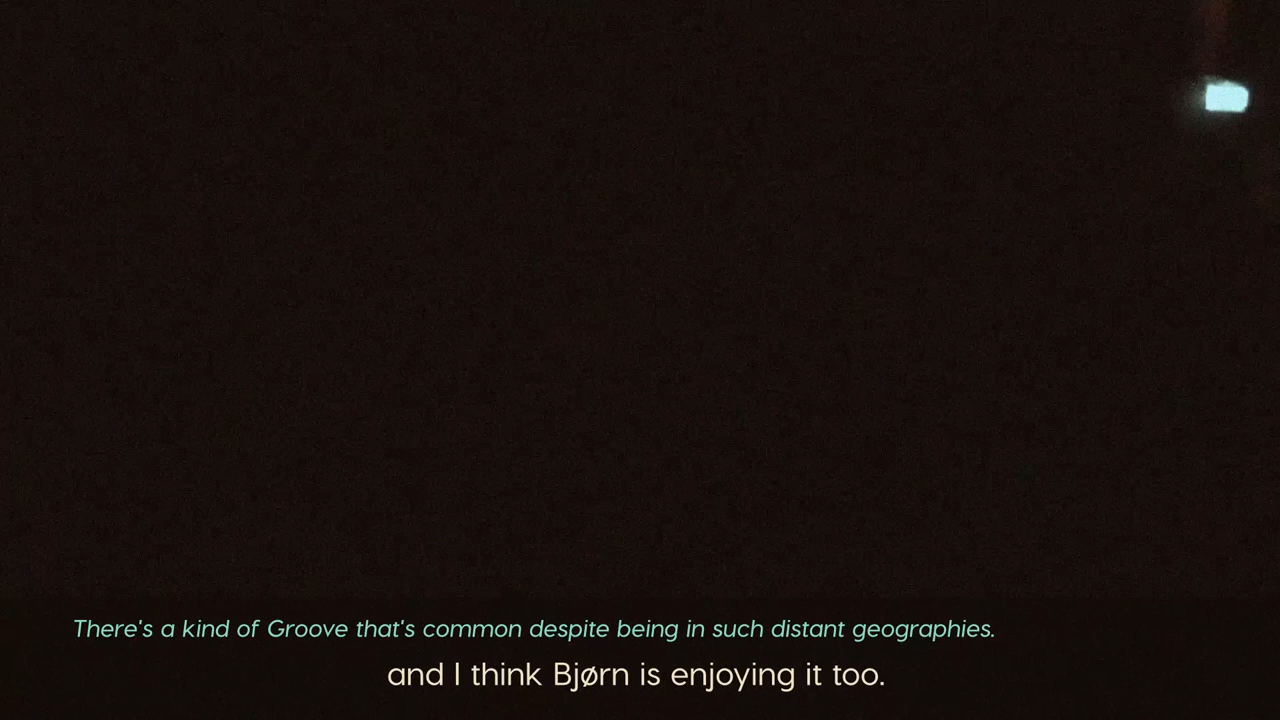 There's a kind of Groove that's common despite being in such distant geographies.
and I think Bjørn is enjoying it too.